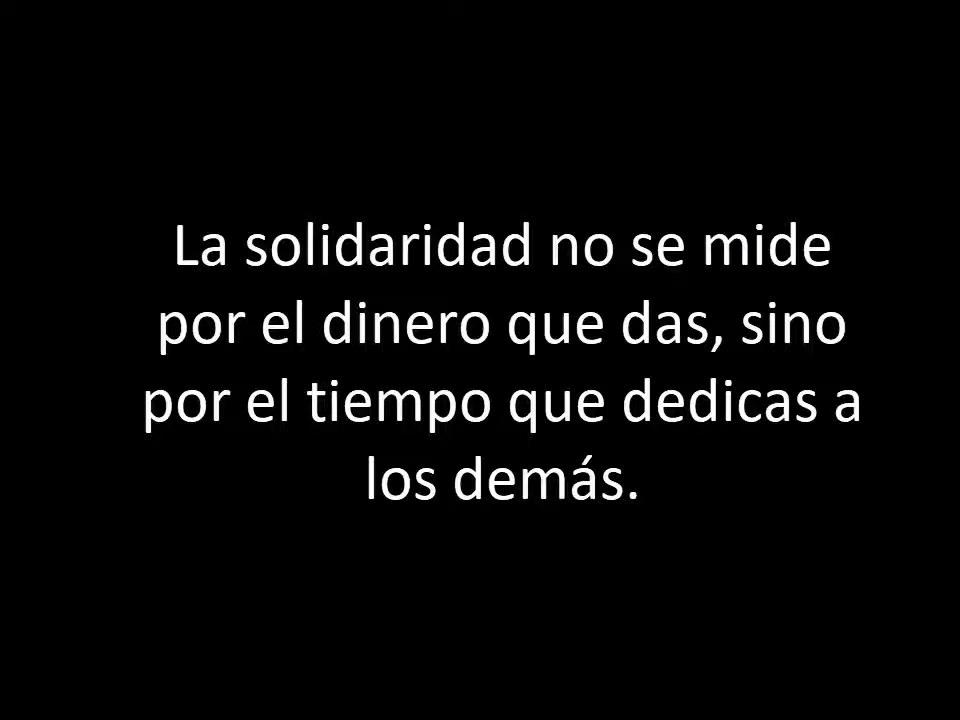 La solidaridad no se mide
por el dinero que das, sino
por el tiempo que dedicas a
los demás.